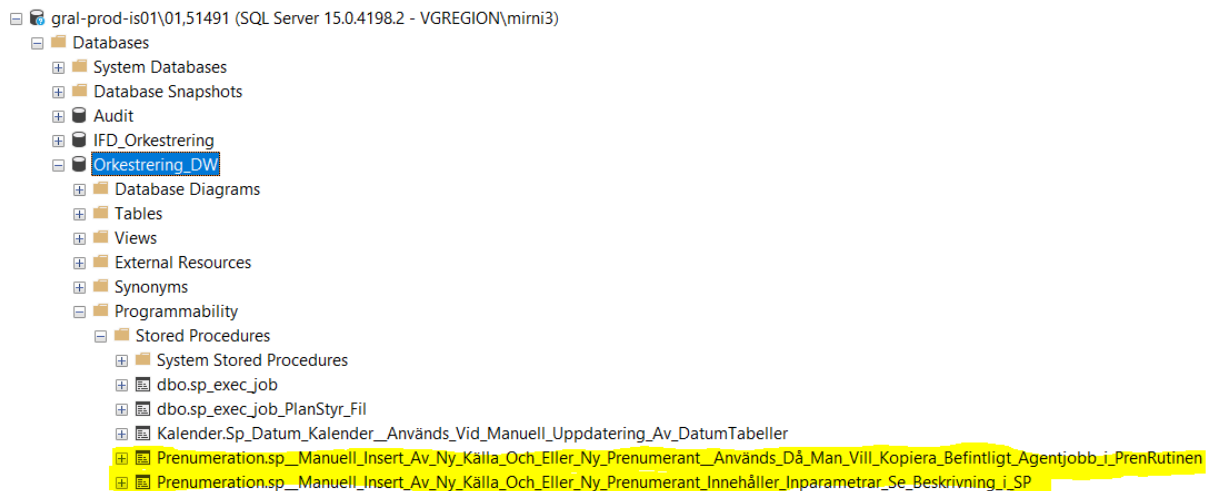 gral-prod-is01\01,51491 (SQL Server 15.0.4198.2 - VGREGION\mirni3)
Databases
System Databases
Database Snapshots
Audit
IFD_Orkestrering
Orkestrering_DW
Database Diagrams
Tables
Views
External Resources
Synonyms
Programmability
Stored Procedures
System Stored Procedures
dbo.sp_exec_job
dbo.sp_exec_job_PlanStyr_Fil
Kalender.Sp_Datum_Kalender__Används_Vid_Manuell_Uppdatering_Av_DatumTabeller
Prenumeration.sp__Manuell_Insert_Av_Ny_Källa_Och_Eller_Ny_Prenumerant__Används_Då_Man_Vill_Kopiera_Befintligt_Agentjobb_i_PrenRutinen
Prenumeration.sp__Manuell_Insert_Av_Ny_Källa_Och_Eller_Ny_Prenumerant_Innehåller_Inparametrar_Se_Beskrivning_i_SP